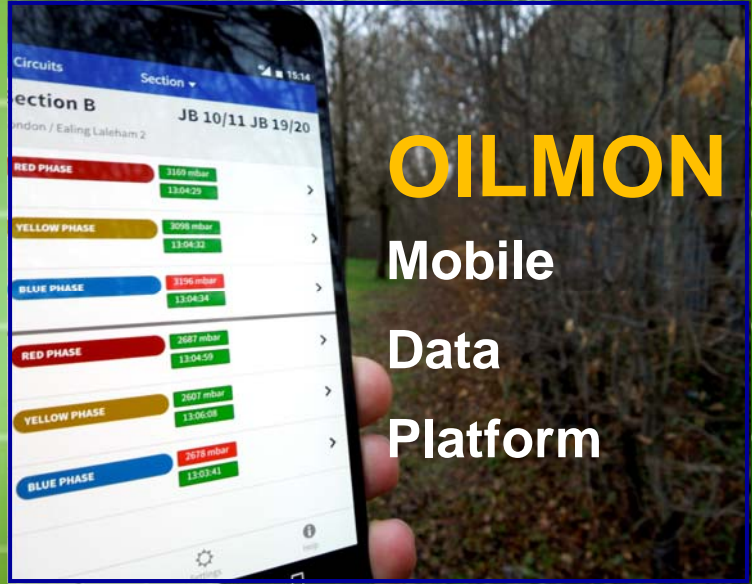 Circuits
Section
15:14
ection B
JB 10/11 JB 19/20
ondon / Ealing Laleham 2
RED PHASE
3169 mbar
13:04:29
YELLOW PHASE
3098 mbar
13:04:32
BLUE PHASE
3196 mbar
13:04:34
RED PHASE
2687 mbar
13:04:59
YELLOW PHASE
2607 mbar
13:06:08
BLUE PHASE
2678 mbar
13:03:41
Settings
Help
OILMON
Mobile
Data
Platform